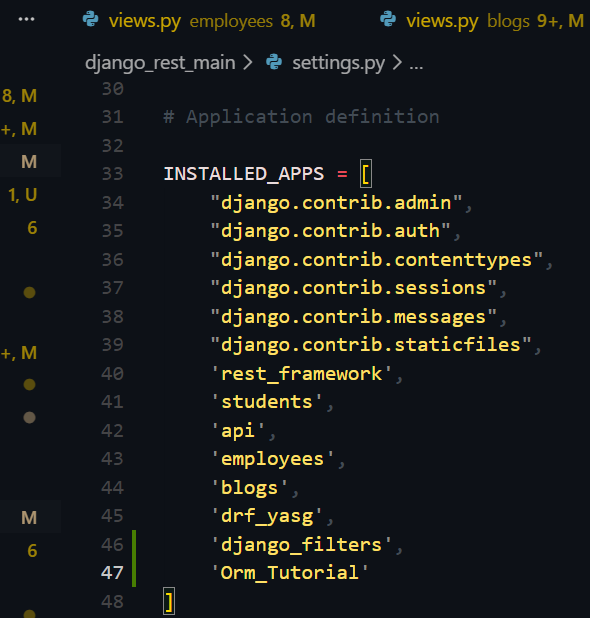 ... views.py employees 8, M views.py blogs 9+, M
django_rest_main > settings.py > ...
8, M
+, M
M
1, U
6
+, M
M
6
30
31 # Application definition
32
33 INSTALLED_APPS = [
34 "django.contrib.admin",
35 "django.contrib.auth",
36 "django.contrib.contenttypes",
37 "django.contrib.sessions",
38 "django.contrib.messages",
39 "django.contrib.staticfiles",
40 'rest_framework',
41 'students',
42 'api',
43 'employees',
44 'blogs',
45 'drf_yasg',
46 'django_filters',
47 'Orm_Tutorial'
48 ]